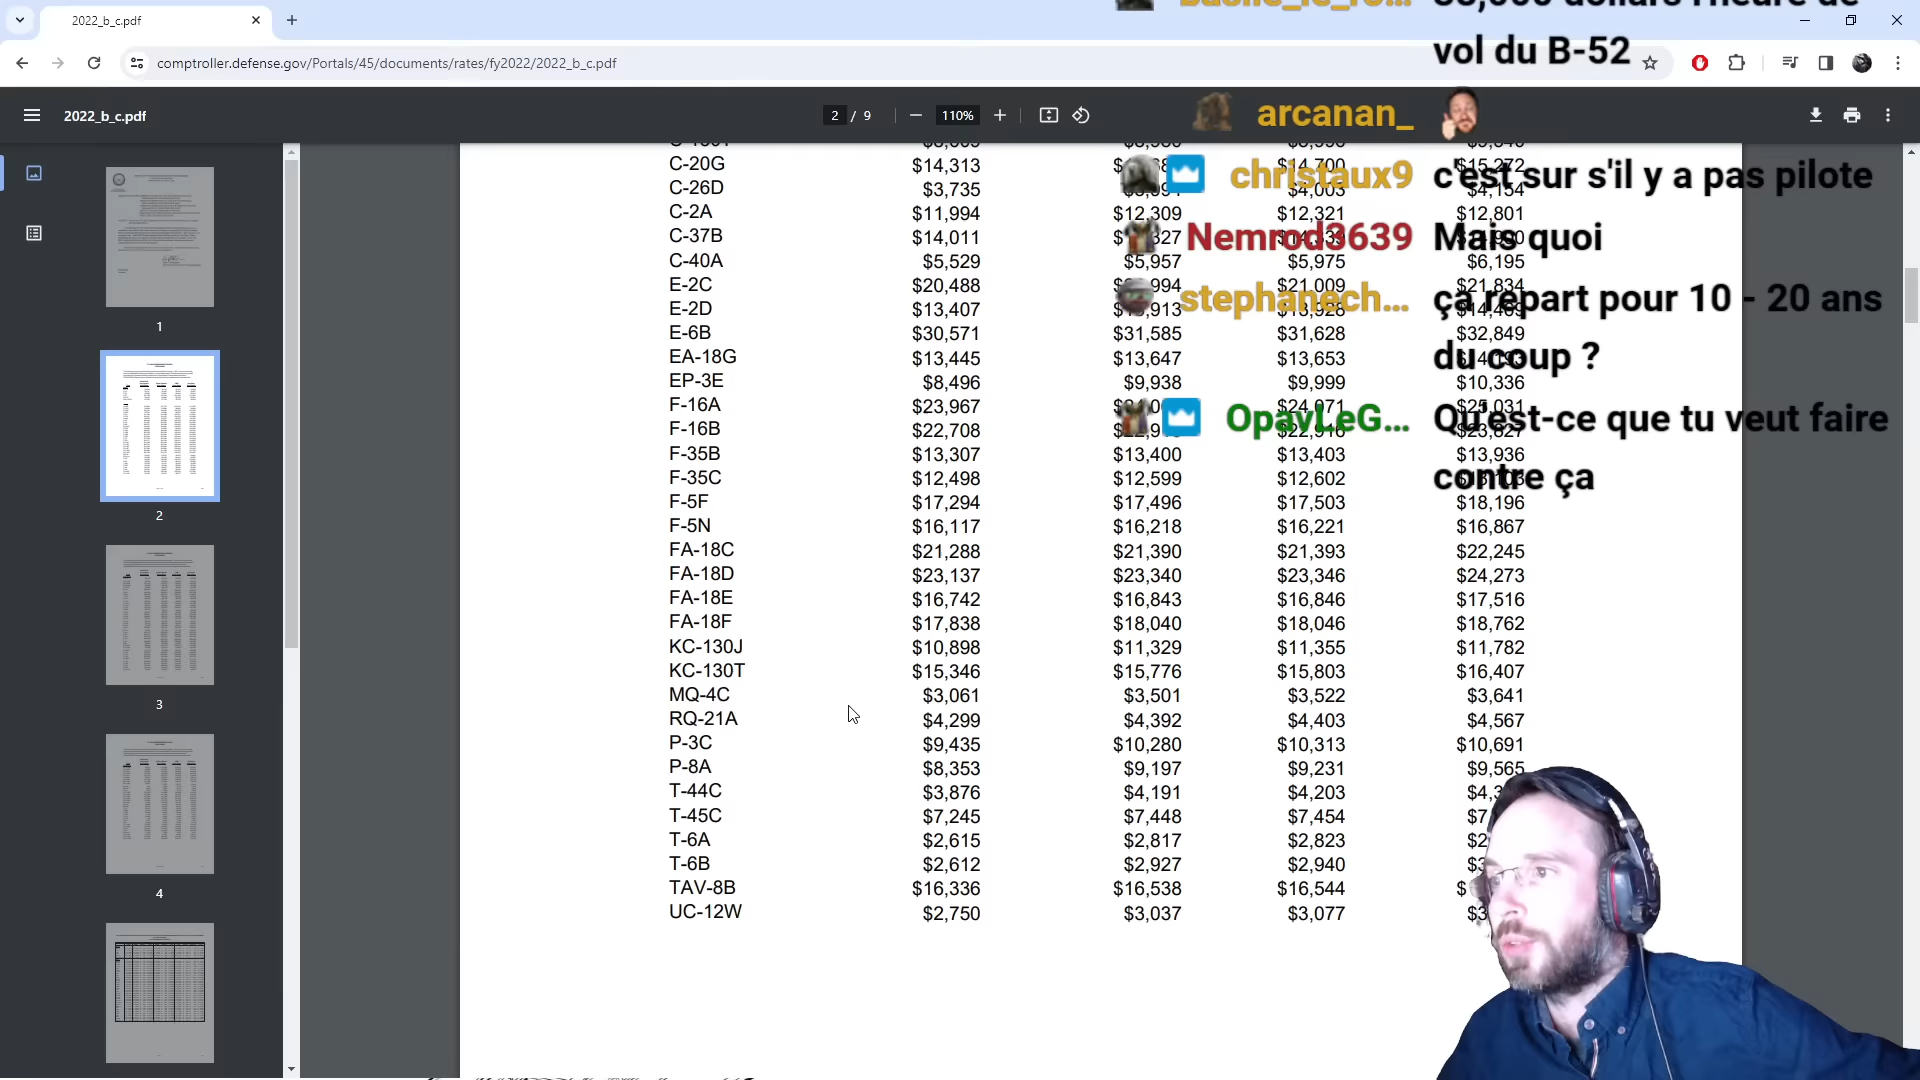 2022_b_c.pdf
comptroller.defense.gov/Portals/45/documents/rates/fy2022/2022_b_c.pdf
vol du B-52
2022_b_c.pdf
2 / 9
110%
arcanan_
C-20G $14,313 $14,700 $15,272
christaux9 c'est sur s'il y a pas pilote
C-26D $3,735 $4,003 $4,154
C-2A $11,994 $12,309 $12,321 $12,801
Nemrod3639 Mais quoi
C-37B $14,011
C-40A $5,529 $5,957 $5,975 $6,195
E-2C $20,488 $21,009 $21,834
stephanech... ça repart pour 10 - 20 ans
du coup ?
E-2D $13,407
E-6B $30,571 $31,585 $31,628 $32,849
EA-18G $13,445 $13,647 $13,653
EP-3E $8,496 $9,938 $9,999 $10,336
F-16A $23,967 $24,071 $25,031
OpavLeG... Qu'est-ce que tu veut faire
contre ça
F-16B $22,708
F-35B $13,307 $13,400 $13,403 $13,936
F-35C $12,498 $12,599 $12,602
F-5F $17,294 $17,496 $17,503 $18,196
F-5N $16,117 $16,218 $16,221 $16,867
FA-18C $21,288 $21,390 $21,393 $22,245
FA-18D $23,137 $23,340 $23,346 $24,273
FA-18E $16,742 $16,843 $16,846 $17,516
FA-18F $17,838 $18,040 $18,046 $18,762
KC-130J $10,898 $11,329 $11,355 $11,782
KC-130T $15,346 $15,776 $15,803 $16,407
MQ-4C $3,061 $3,501 $3,522 $3,641
RQ-21A $4,299 $4,392 $4,403 $4,567
P-3C $9,435 $10,280 $10,313 $10,691
P-8A $8,353 $9,197 $9,231 $9,565
T-44C $3,876 $4,191 $4,203
T-45C $7,245 $7,448 $7,454
T-6A $2,615 $2,817 $2,823
T-6B $2,612 $2,927 $2,940
TAV-8B $16,336 $16,538 $16,544
UC-12W $2,750 $3,037 $3,077
1
2
3
4